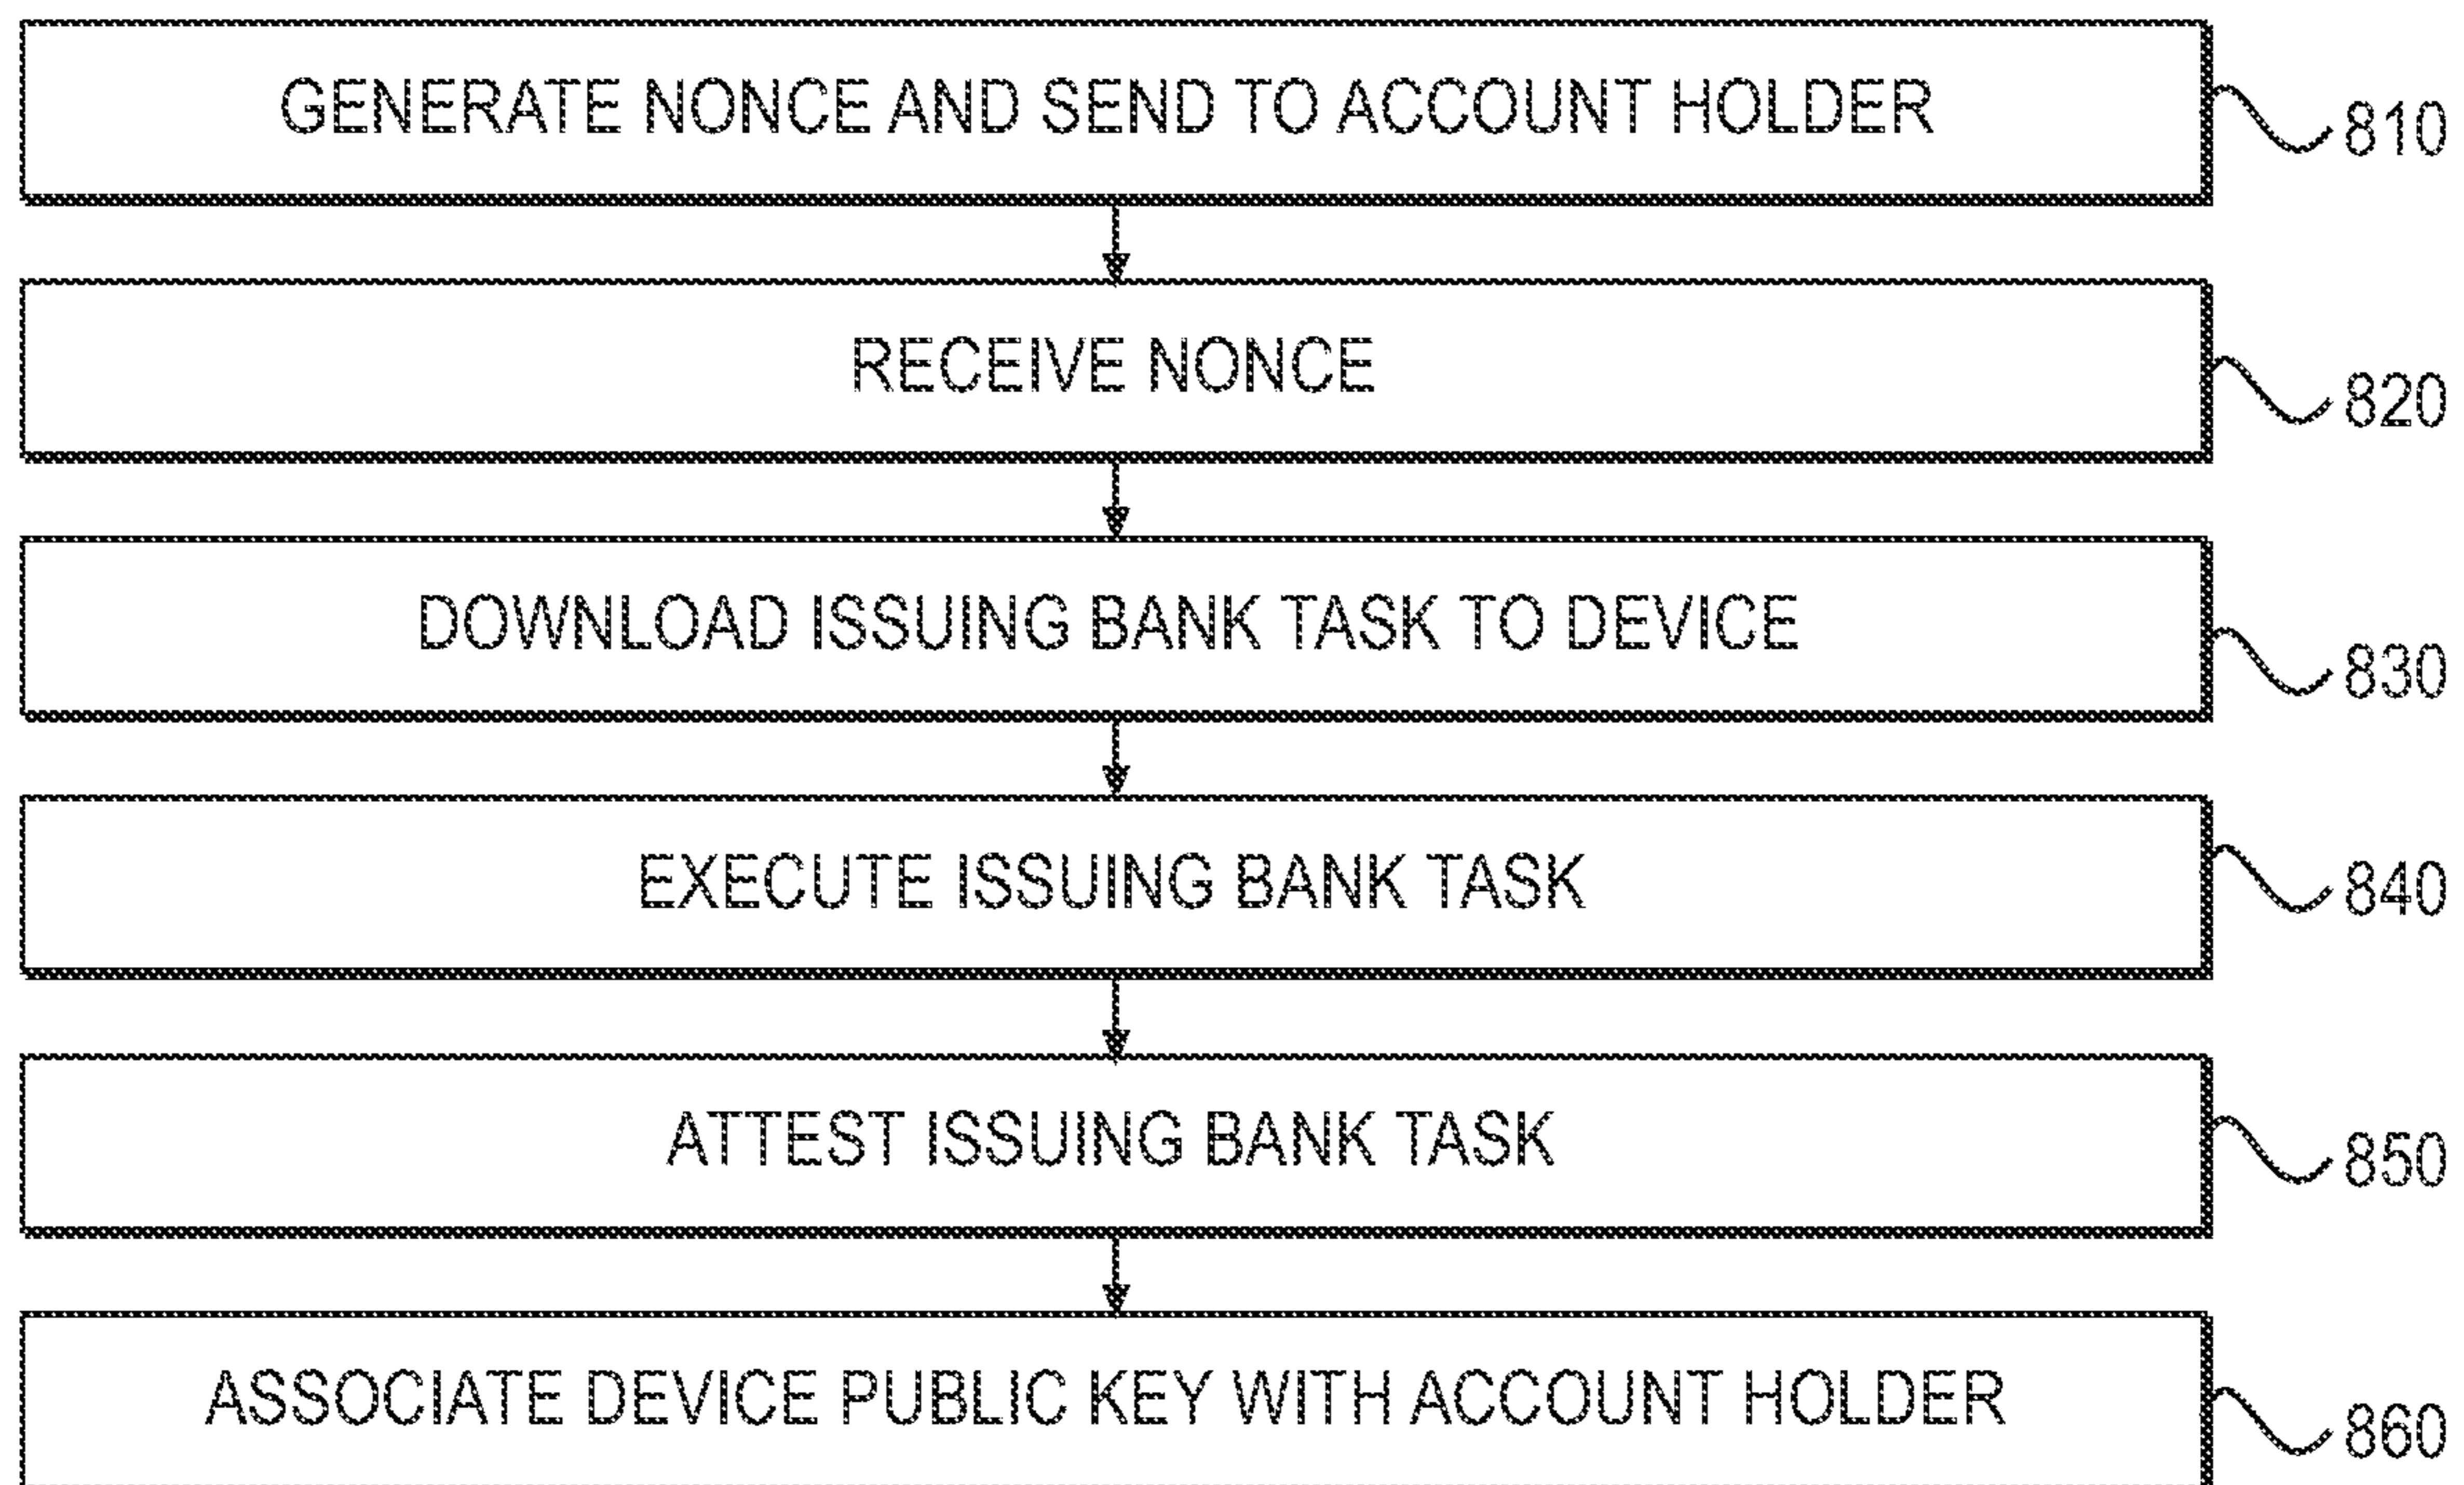 GENERATE NONCE AND SEND TO ACCOUNT HOLDER
810
RECEIVE NONCE
820
DOWNLOAD ISSUING BANK TASK TO DEVICE
830
EXECUTE ISSUING BANK TASK
840
ATTEST ISSUING BANK TASK
850
ASSOCIATE DEVICE PUBLIC KEY WITH ACCOUNT HOLDER
860